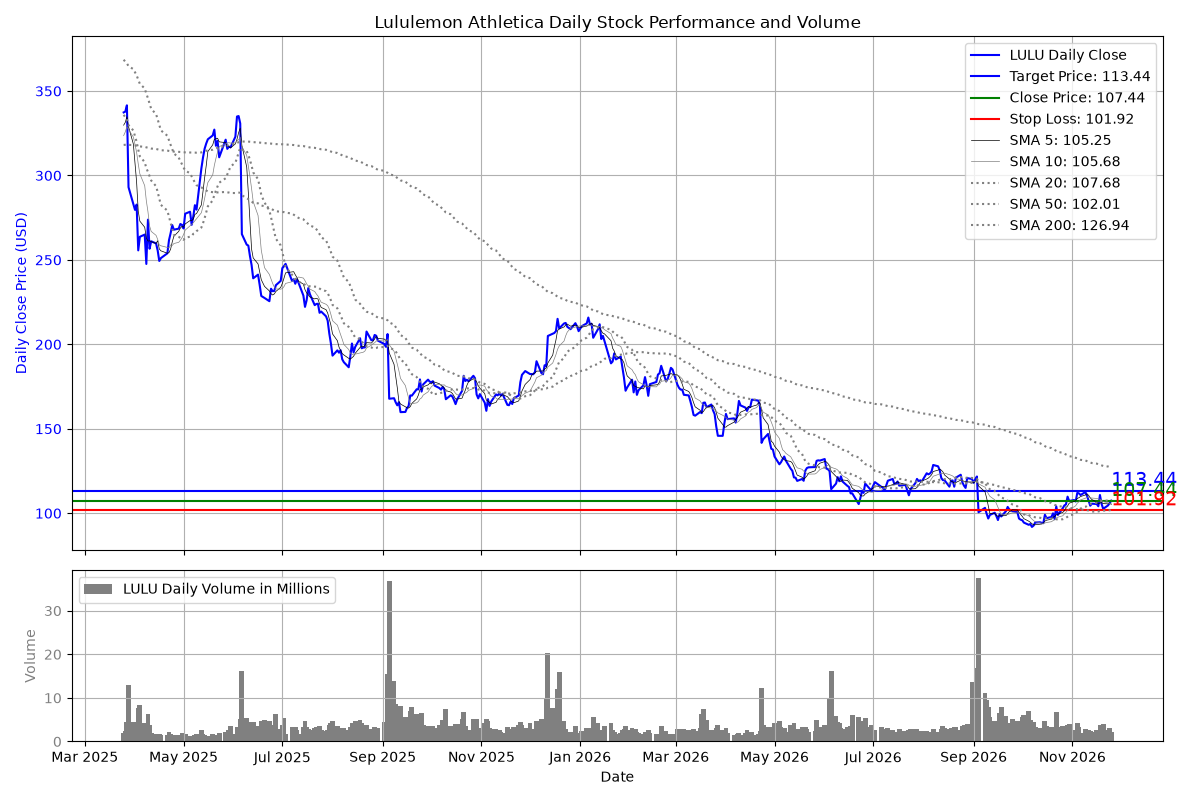 Lululemon Athletica Daily Stock Performance and Volume
Daily Close Price (USD)
350
300
250
200
150
100
LULU Daily Close
Target Price: 113.44
Close Price: 107.44
Stop Loss: 101.92
SMA 5: 105.25
SMA 10: 105.68
SMA 20: 107.68
SMA 50: 102.01
SMA 200: 126.94
113.44
107.44
101.92
LULU Daily Volume in Millions
Volume
30
20
10
0
Mar 2025
May 2025
Jul 2025
Sep 2025
Nov 2025
Jan 2026
Mar 2026
May 2026
Jul 2026
Sep 2026
Nov 2026
Date